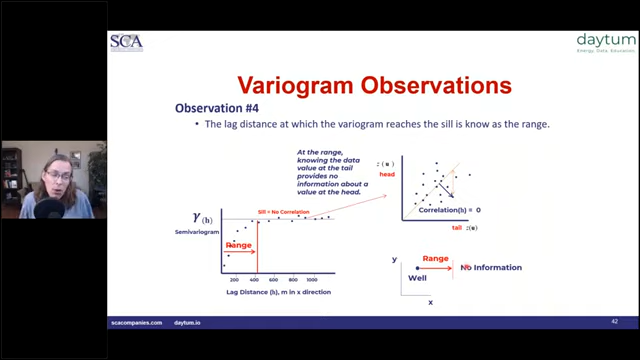 SCA
daytum
Energy. Data. Education.
Variogram Observations
Observation #4
• The lag distance at which the variogram reaches the sill is know as the range.
At the range,
knowing the data
value at the tail
provides no
information about a
value at the head.
z(u)
head
Correlation(h) = 0
tail z(u)
γ(h)
Semivariogram
Sill = No Correlation
Range
200 400 600 800 1000
Lag Distance (h), m in x direction
y
Range
No Information
Well
x
scacompanies.com daytum.io
42